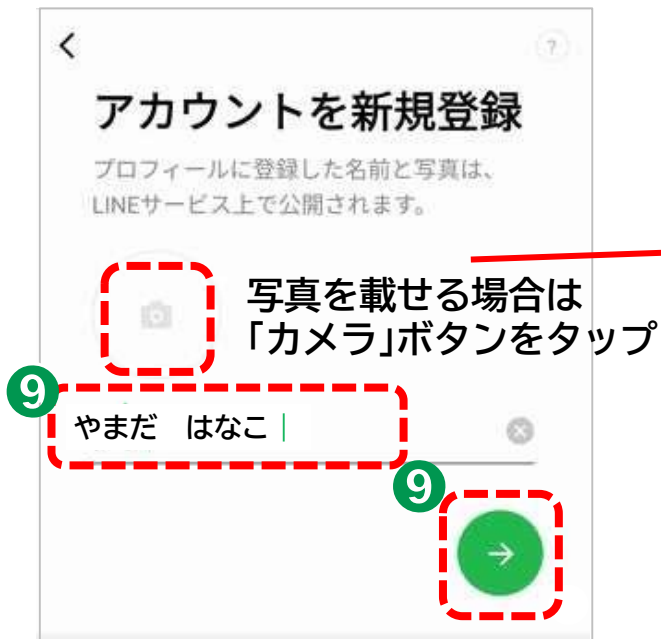 アカウントを新規登録
プロフィールに登録した名前と写真は、
LINEサービス上で公開されます。
写真を載せる場合は
「カメラ」ボタンをタップ
9
やまだ　はなこ
9